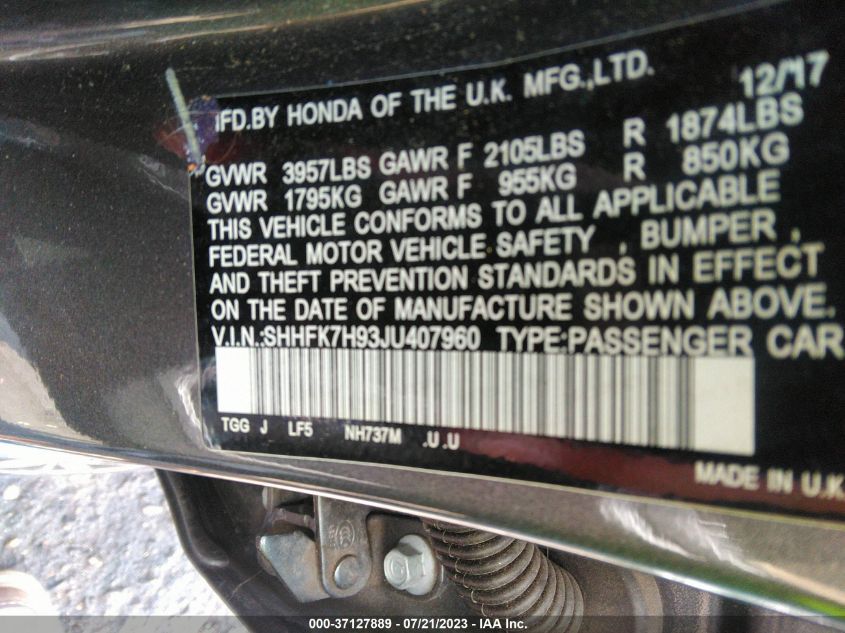 MFD.BY HONDA OF THE U.K. MFG.,LTD. 12/17
GVWR 3957LBS GAWR F 2105LBS R 1874LBS
GVWR 1795KG GAWR F 955KG R 850KG
THIS VEHICLE CONFORMS TO ALL APPLICABLE
FEDERAL MOTOR VEHICLE SAFETY , BUMPER ,
AND THEFT PREVENTION STANDARDS IN EFFECT
ON THE DATE OF MANUFACTURE SHOWN ABOVE.
V.I.N.:SHHFK7H93JU407960 TYPE:PASSENGER CAR
TGG J LF5 NH737M .U .U
MADE IN U.K
000-37127889 - 07/21/2023 - IAA Inc.